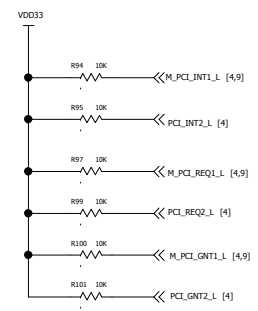 VDD33
R94 10K
M_PCI_INT1_L [4,9]
R95 10K
PCI_INT2_L [4]
R97 10K
M_PCI_REQ1_L [4,9]
R99 10K
PCI_REQ2_L [4]
R100 10K
M_PCI_GNT1_L [4,9]
R101 10K
PCI_GNT2_L [4]